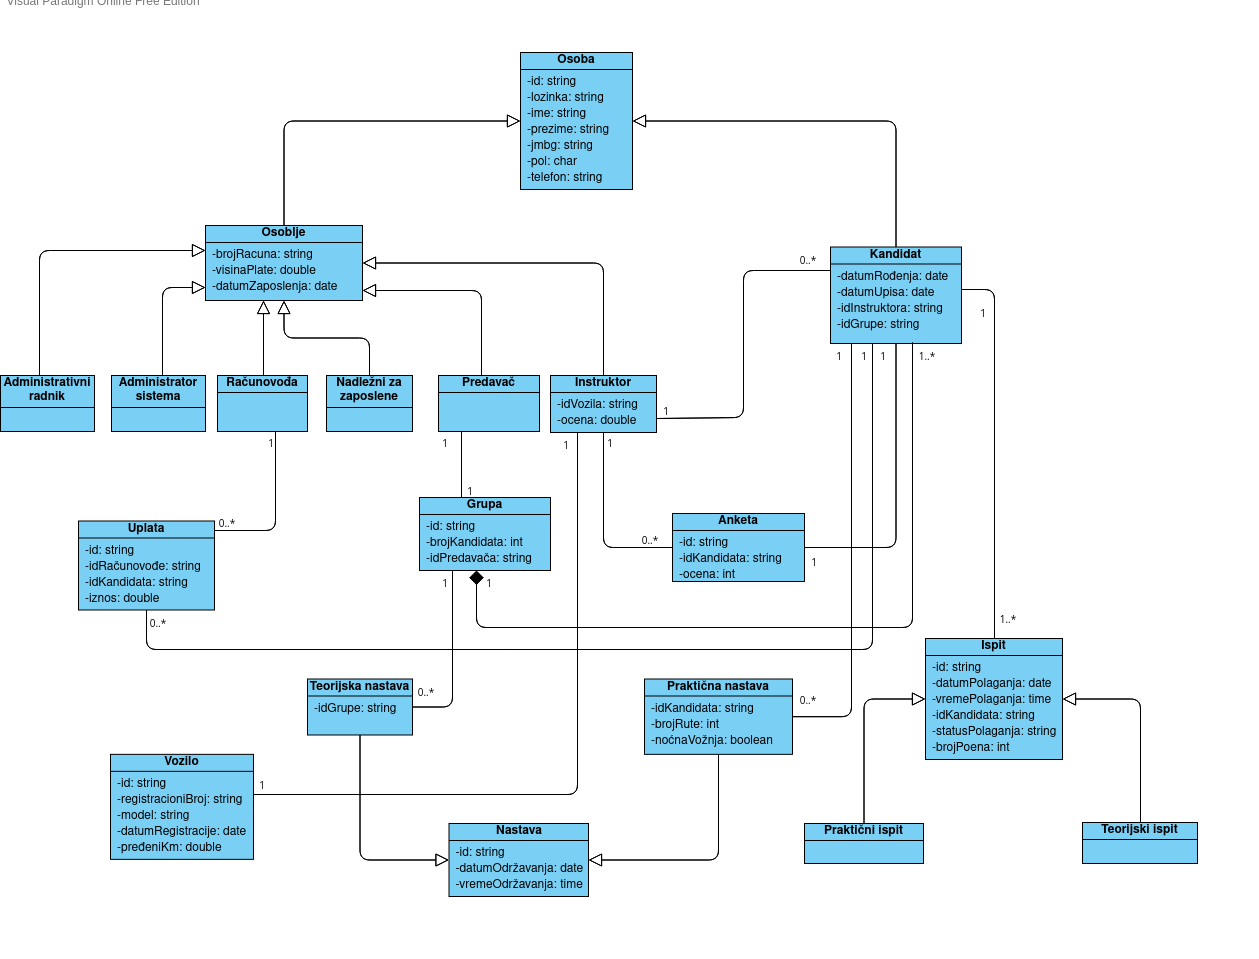 Visual Paradigm Online Free Edition
Osoba
-id: string
-lozinka: string
-ime: string
-prezime: string
-jmbg: string
-pol: char
-telefon: string
Osoblje
-brojRacuna: string
-visinaPlate: double
-datumZaposlenja: date
Kandidat
-datumRođenja: date
-datumUpisa: date
-idInstruktora: string
-idGrupe: string
0..*
1
1
1
1
1..*
Administrativni
radnik
Administrator
sistema
Računovođa
Nadležni za
zaposlene
Predavač
Instruktor
-idVozila: string
-ocena: double
1
1
1
1
1
1
Grupa
-id: string
-brojKandidata: int
-idPredavača: string
1
1
Anketa
-id: string
-idKandidata: string
-ocena: int
0..*
1
Uplata
-id: string
-idRačunovođe: string
-idKandidata: string
-iznos: double
0..*
0..*
1..*
Ispit
-id: string
-datumPolaganja: date
-vremePolaganja: time
-idKandidata: string
-statusPolaganja: string
-brojPoena: int
Teorijska nastava
-idGrupe: string
0..*
Praktična nastava
-idKandidata: string
-brojRute: int
-noćnaVožnja: boolean
0..*
Vozilo
-id: string
-registracioniBroj: string
-model: string
-datumRegistracije: date
-pređeniKm: double
1
Nastava
-id: string
-datumOdržavanja: date
-vremeOdržavanja: time
Praktični ispit
Teorijski ispit